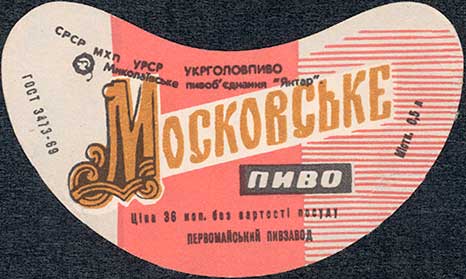 СРСР МХП УРСР УКРГОЛОВПИВО
Миколаївське пивоб'єднання "Янтар"
ГОСТ 3473-69
МОСКОВСЬКЕ
ПИВО
Містк. 0,5 л
Ціна 36 коп. без вартості посуду
ПЕРВОМАЙСЬКИЙ ПИВЗАВОД